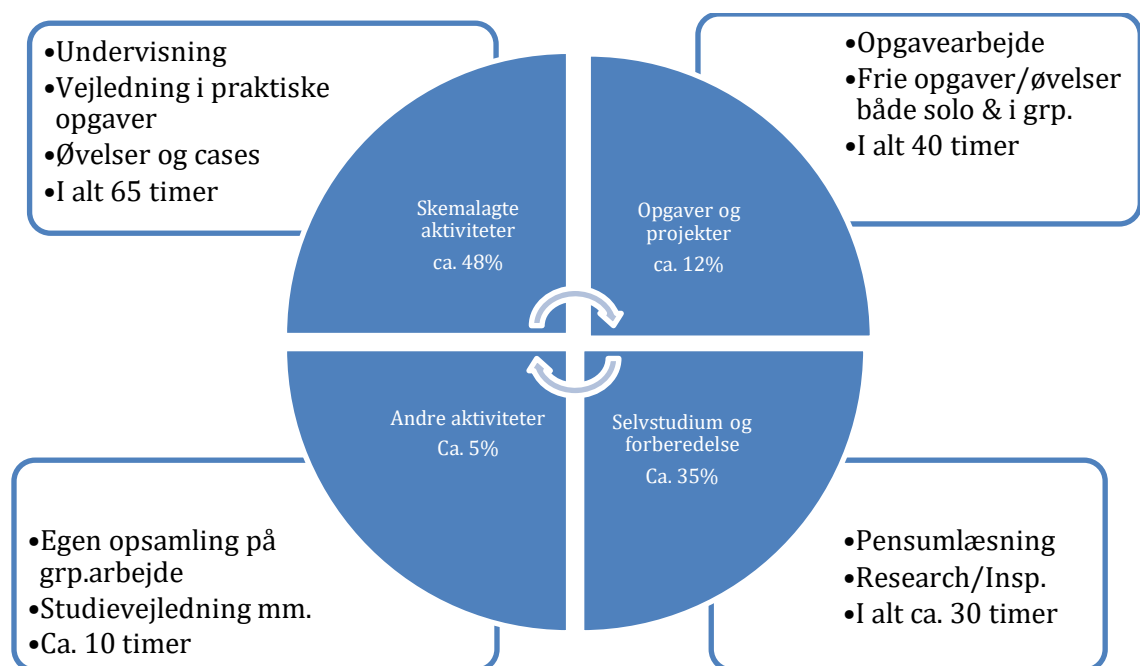 •Undervisning
•Vejledning i praktiske
opgaver
•Øvelser og cases
•I alt 65 timer
•Opgavearbejde
•Frie opgaver/øvelser
både solo & i grp.
•I alt 40 timer
Skemalagte
aktiviteter
ca. 48%
Opgaver og
projekter
ca. 12%
Andre aktiviteter
Ca. 5%
Selvstudium og
forberedelse
Ca. 35%
•Egen opsamling på
grp.arbejde
•Studievejledning mm.
•Ca. 10 timer
•Pensumlæsning
•Research/Insp.
•I alt ca. 30 timer